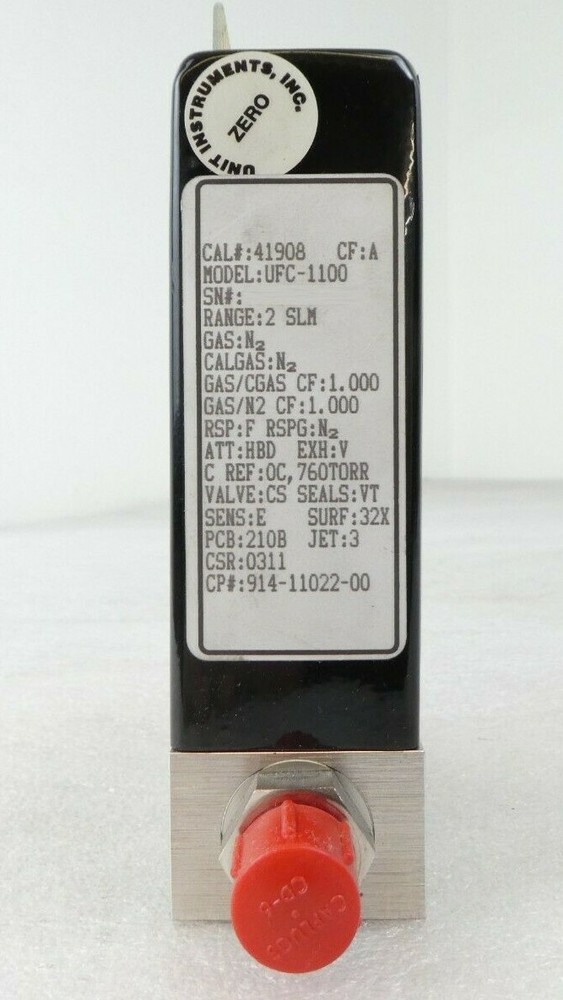 UNIT INSTRUMENTS, INC.
ZERO
CAL#:41908 CF:A
MODEL:UFC-1100
SN#:
RANGE:2 SLM
GAS:N₂
CALGAS:N₂
GAS/CGAS CF:1.000
GAS/N2 CF:1.000
RSP:F RSPG:N₂
ATT:HBD EXH:V
C REF:0C,760TORR
VALVE:CS SEALS:VT
SENS:E SURF:32X
PCB:210B JET:3
CSR:0311
CP#:914-11022-00
CAPLUGS
CD-6